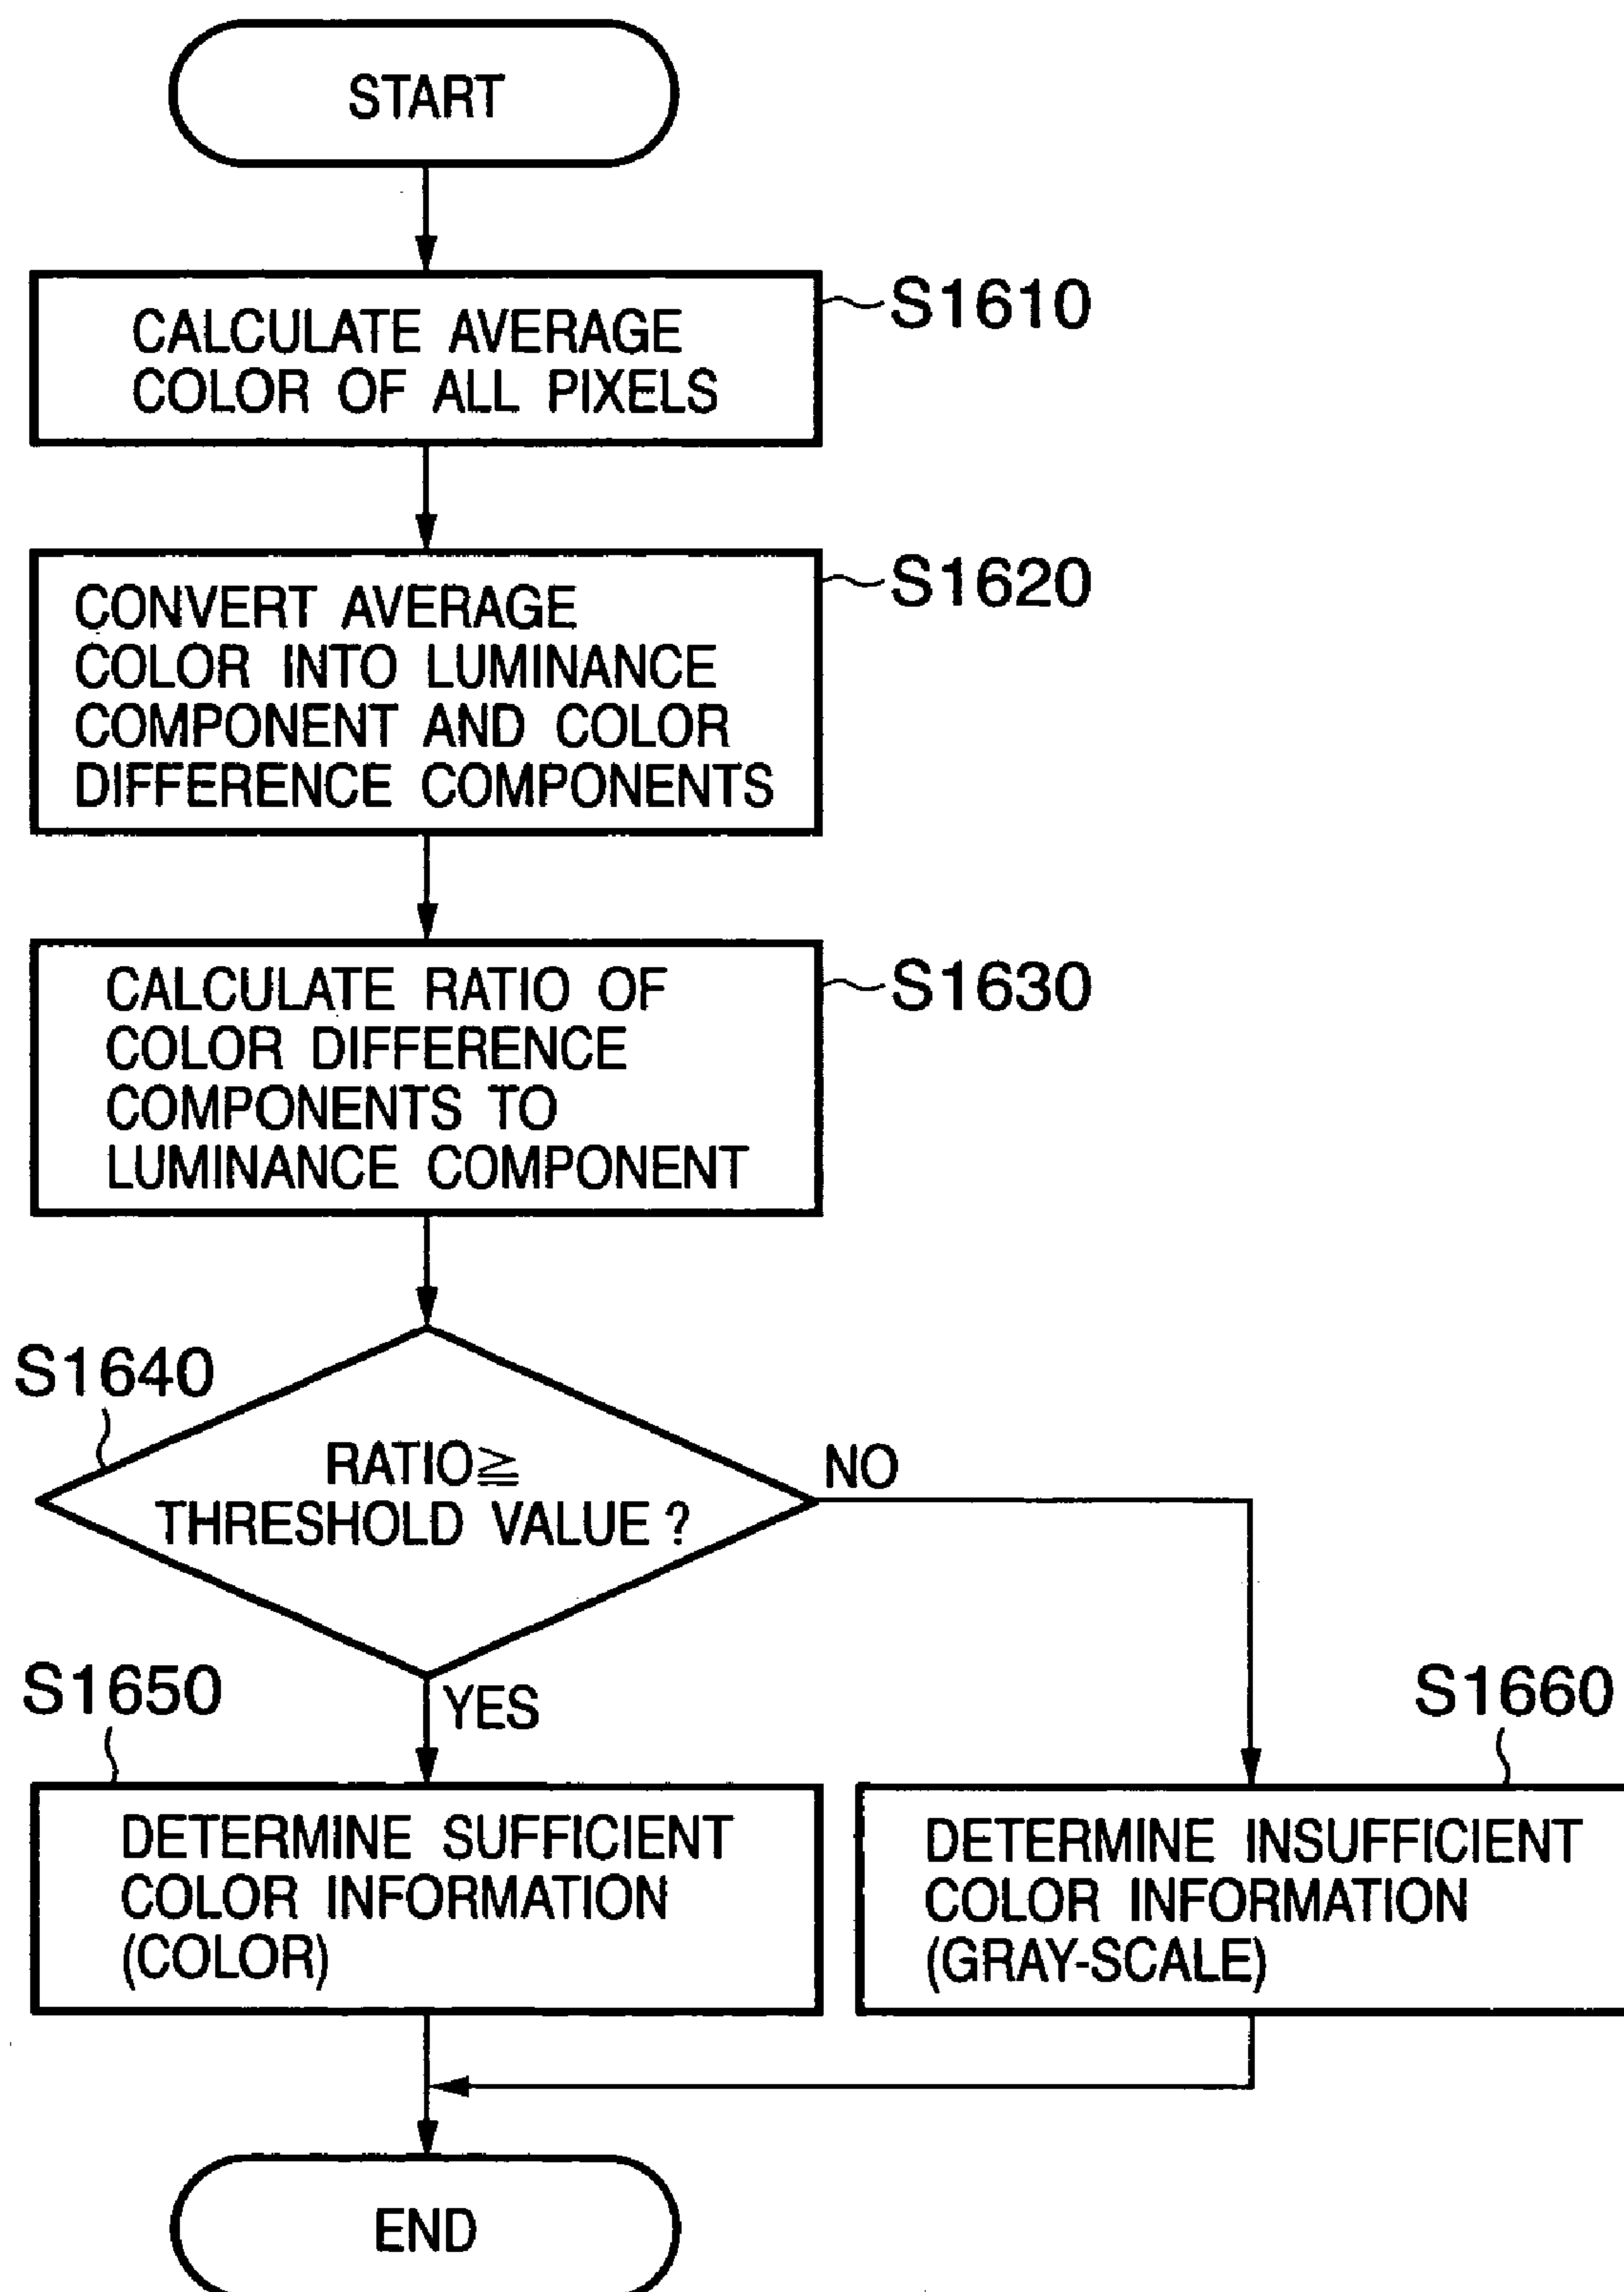 START
S1610
CALCULATE AVERAGE
COLOR OF ALL PIXELS
S1620
CONVERT AVERAGE
COLOR INTO LUMINANCE
COMPONENT AND COLOR
DIFFERENCE COMPONENTS
S1630
CALCULATE RATIO OF
COLOR DIFFERENCE
COMPONENTS TO
LUMINANCE COMPONENT
S1640
RATIO≧
THRESHOLD VALUE ?
NO
YES
S1650
DETERMINE SUFFICIENT
COLOR INFORMATION
(COLOR)
S1660
DETERMINE INSUFFICIENT
COLOR INFORMATION
(GRAY-SCALE)
END